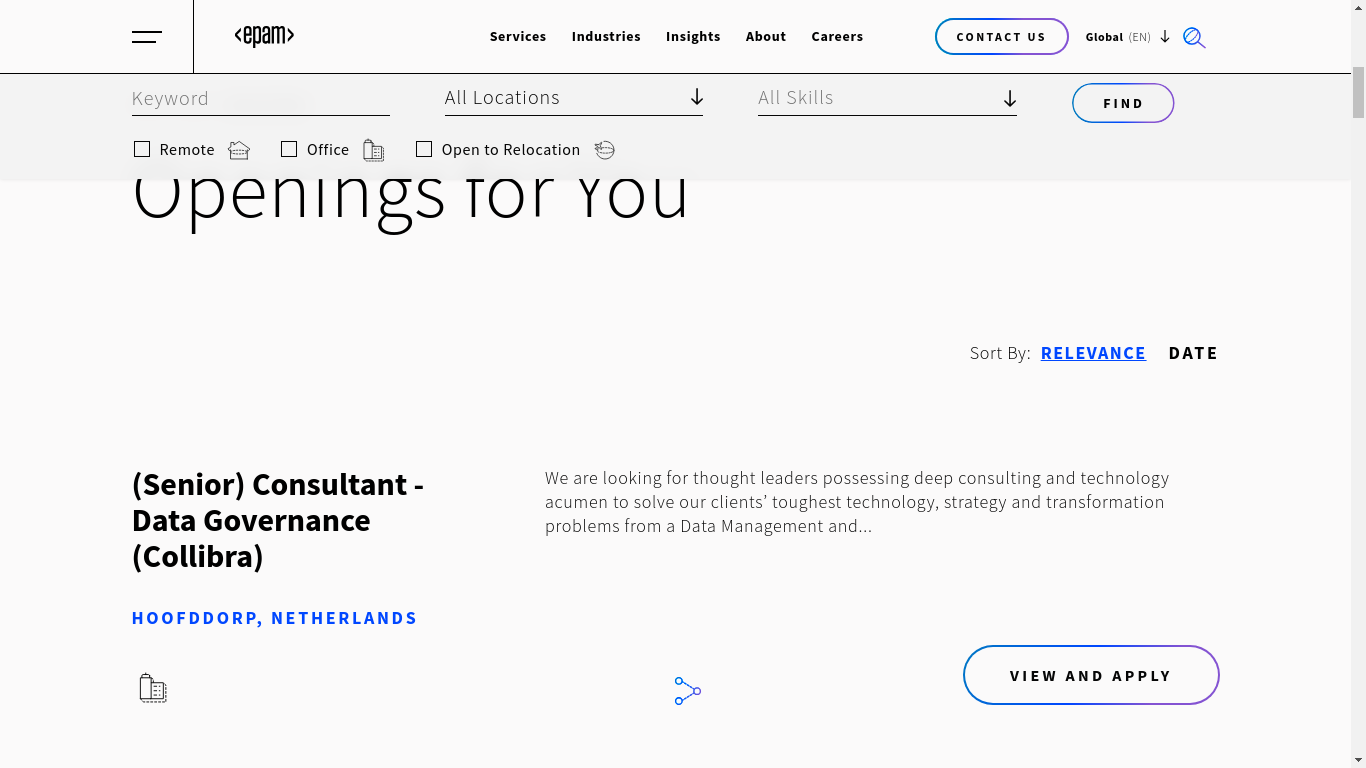 <epam>
Services Industries Insights About Careers
CONTACT US
Global (EN)
Keyword
All Locations
All Skills
FIND
Remote
Office
Open to Relocation
Openings for You
Sort By: RELEVANCE DATE
(Senior) Consultant -
Data Governance
(Collibra)
We are looking for thought leaders possessing deep consulting and technology
acumen to solve our clients’ toughest technology, strategy and transformation
problems from a Data Management and...
HOOFDDORP, NETHERLANDS
VIEW AND APPLY